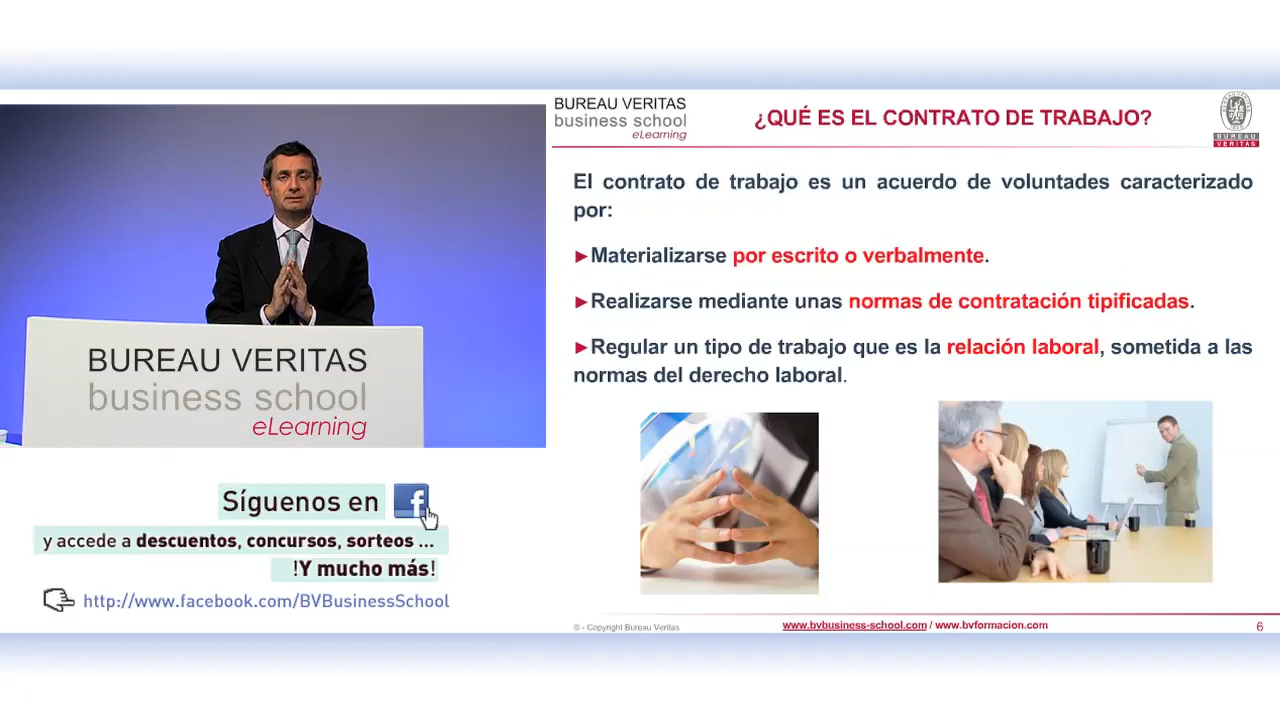 BUREAU VERITAS
business school
eLearning
Síguenos en f
y accede a descuentos, concursos, sorteos ...
!Y mucho más!
http://www.facebook.com/BVBusinessSchool
BUREAU VERITAS
business school
eLearning
¿QUÉ ES EL CONTRATO DE TRABAJO?
BUREAU
VERITAS
El contrato de trabajo es un acuerdo de voluntades caracterizado
por:
►Materializarse por escrito o verbalmente.
►Realizarse mediante unas normas de contratación tipificadas.
►Regular un tipo de trabajo que es la relación laboral, sometida a las
normas del derecho laboral.
© - Copyright Bureau Veritas
www.bvbusiness-school.com / www.bvformacion.com
6